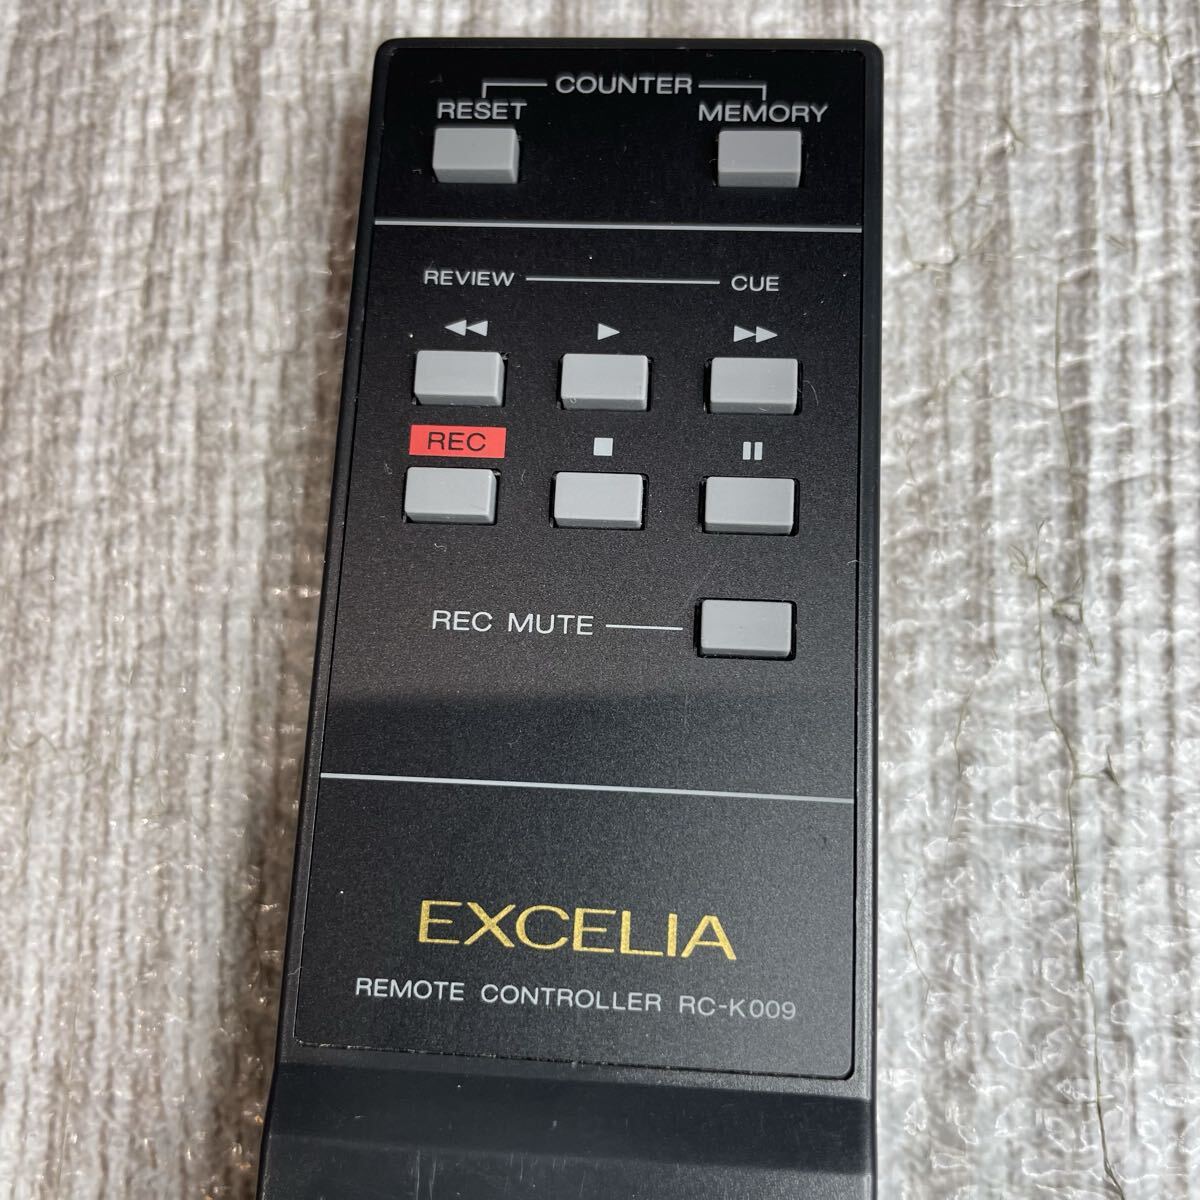 COUNTER
RESET MEMORY
REVIEW CUE
REC
REC MUTE
EXCELIA
REMOTE CONTROLLER RC-K009